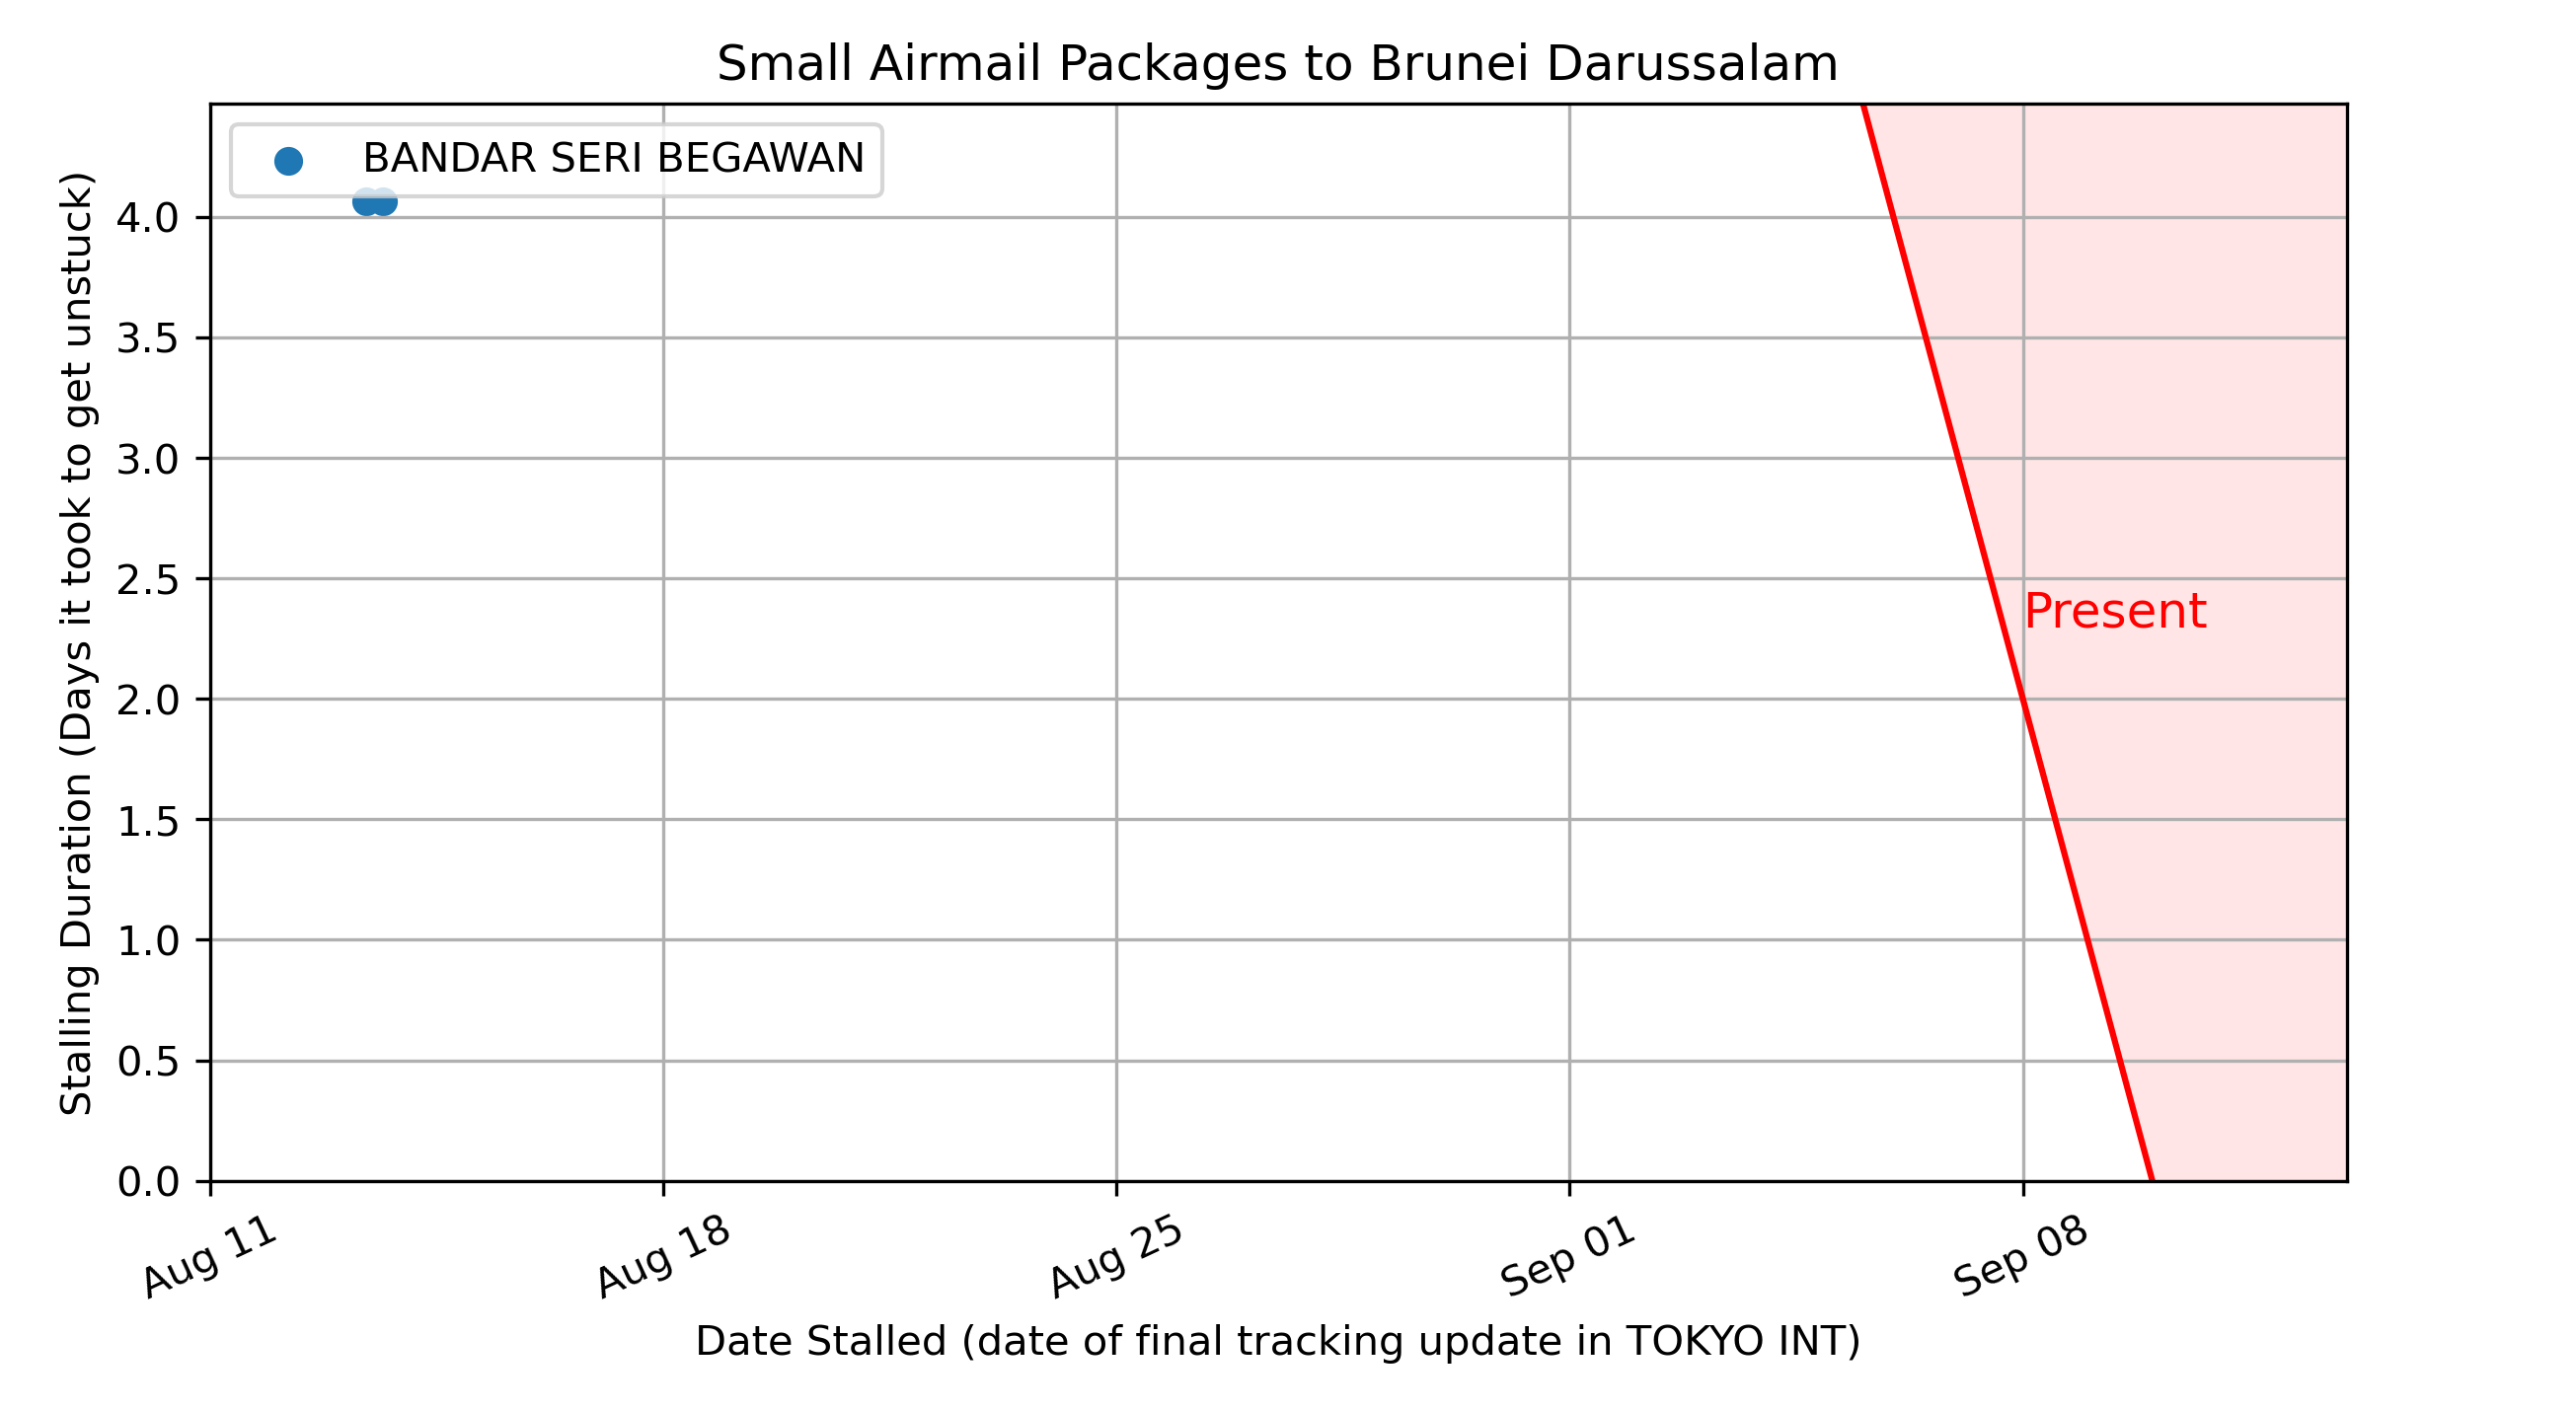 Small Airmail Packages to Brunei Darussalam
BANDAR SERI BEGAWAN
Stalling Duration (Days it took to get unstuck)
4.0
3.5
3.0
2.5
2.0
1.5
1.0
0.5
0.0
Present
Aug 11
Aug 18
Aug 25
Sep 01
Sep 08
Date Stalled (date of final tracking update in TOKYO INT)